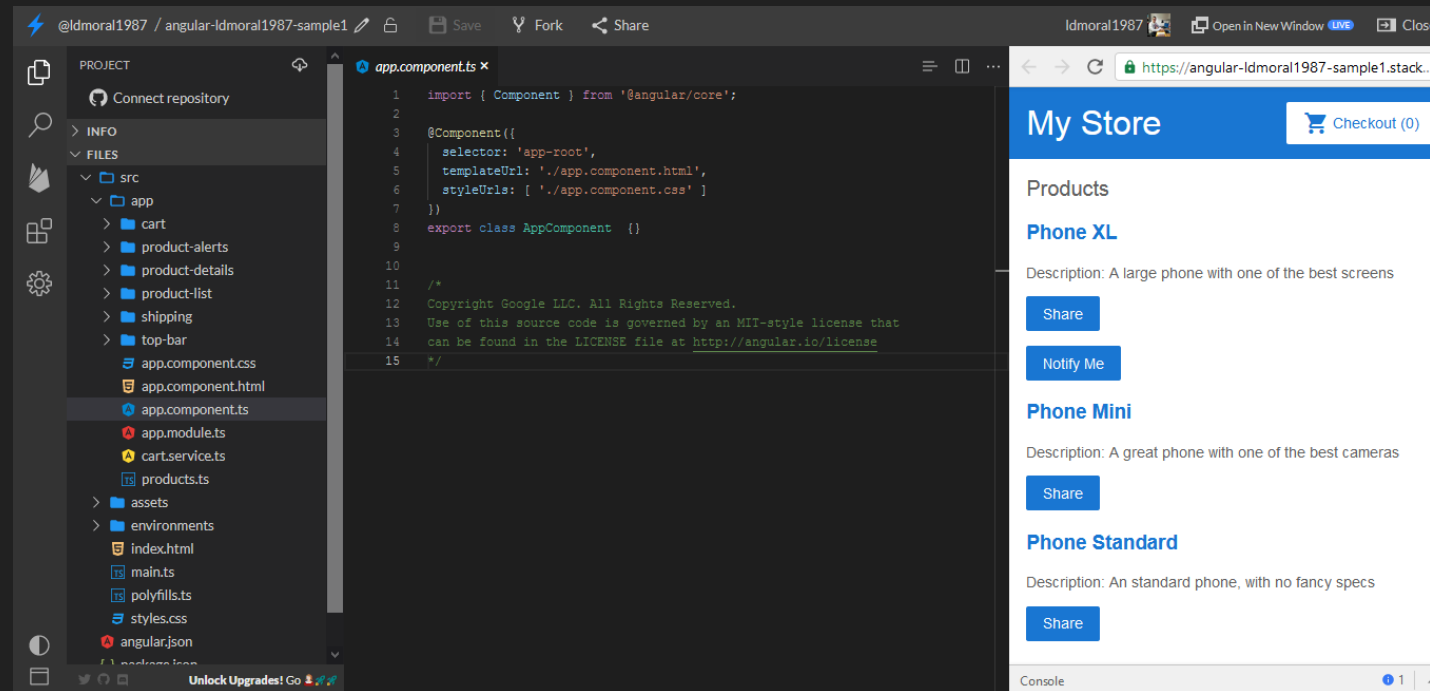 @ldmoral1987 / angular-ldmoral1987-sample1 Save Fork Share ldmoral1987 Open in New Window LIVE
PROJECT
Connect repository
INFO
FILES
src
app
cart
product-alerts
product-details
product-list
shipping
top-bar
app.component.css
app.component.html
app.component.ts
app.module.ts
cart.service.ts
products.ts
assets
environments
index.html
main.ts
polyfills.ts
styles.css
angular.json
Unlock Upgrades! Go
app.component.ts ×
1 import { Component } from '@angular/core';
2
3 @Component({
4 selector: 'app-root',
5 templateUrl: './app.component.html',
6 styleUrls: [ './app.component.css' ]
7 })
8 export class AppComponent {}
9
10
11 /*
12 Copyright Google LLC. All Rights Reserved.
13 Use of this source code is governed by an MIT-style license that
14 can be found in the LICENSE file at http://angular.io/license
15 */
https://angular-ldmoral1987-sample1.stack...
My Store
Checkout (0)
Products
Phone XL
Description: A large phone with one of the best screens
Share
Notify Me
Phone Mini
Description: A great phone with one of the best cameras
Share
Phone Standard
Description: An standard phone, with no fancy specs
Share
Console 1